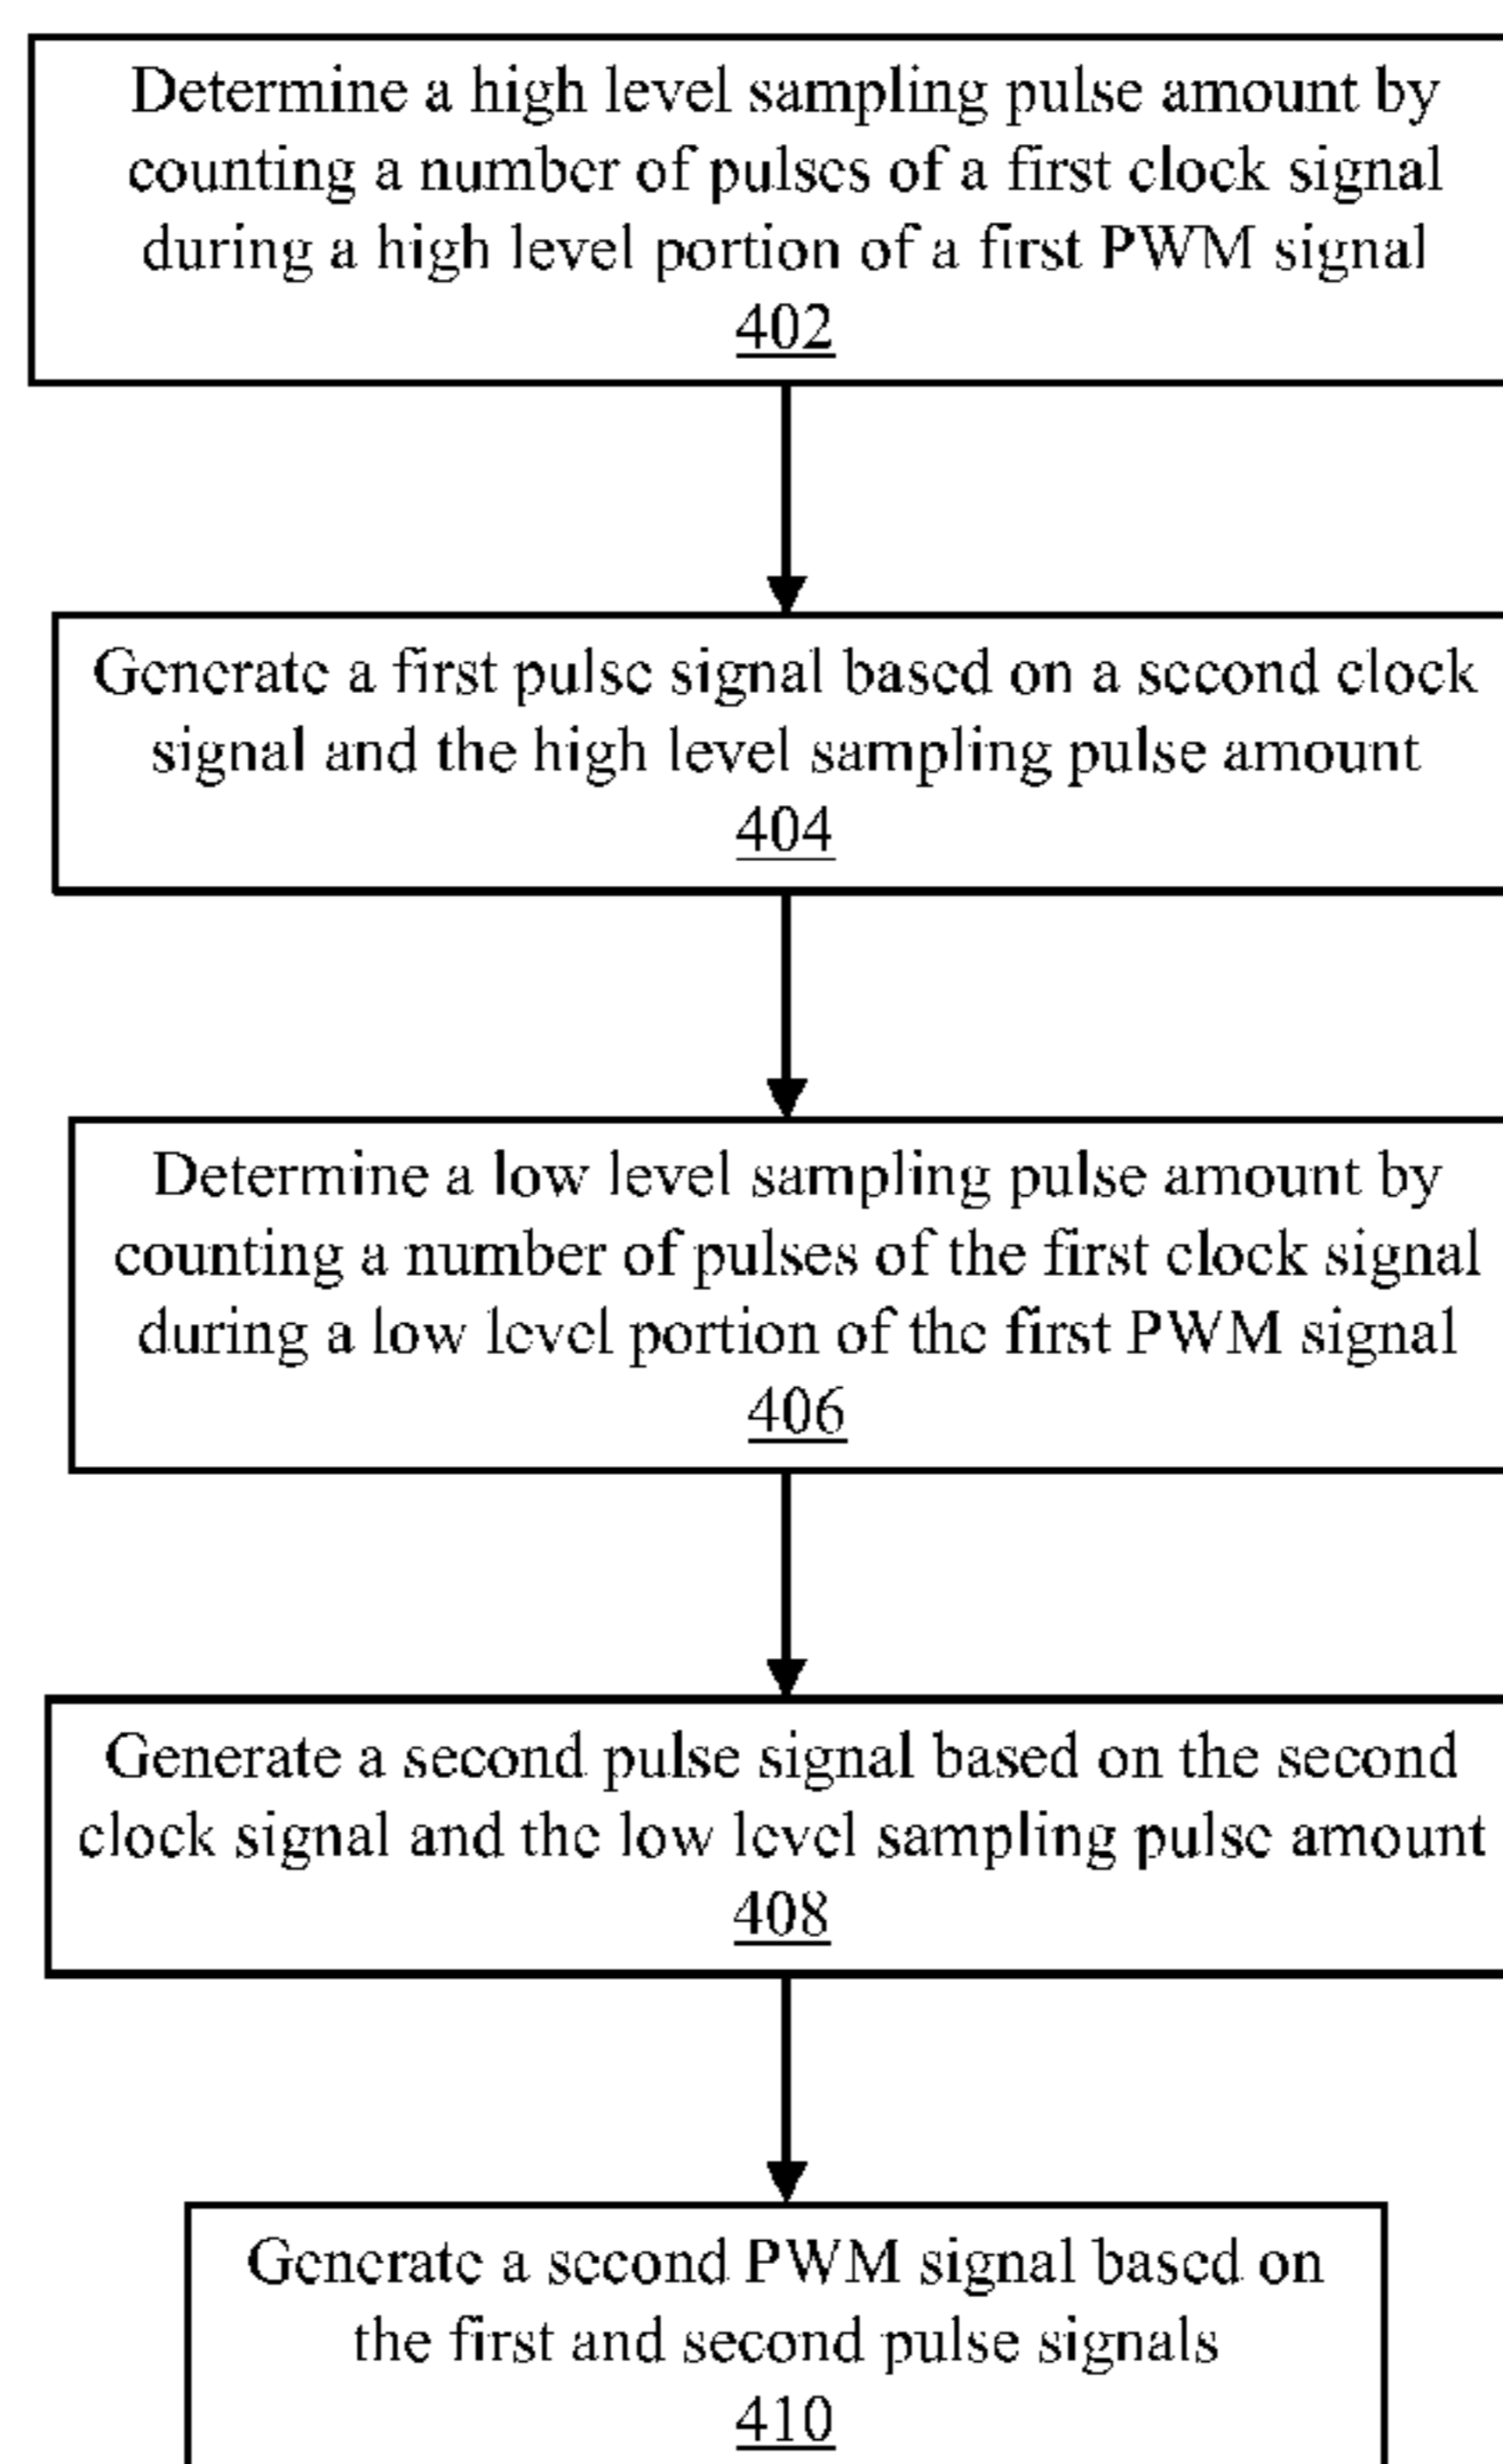 Determine a high level sampling pulse amount by
counting a number of pulses of a first clock signal
during a high level portion of a first PWM signal
402
Generate a first pulse signal based on a second clock
signal and the high level sampling pulse amount
404
Determine a low level sampling pulse amount by
counting a number of pulses of the first clock signal
during a low level portion of the first PWM signal
406
Generate a second pulse signal based on the second
clock signal and the low level sampling pulse amount
408
Generate a second PWM signal based on
the first and second pulse signals
410